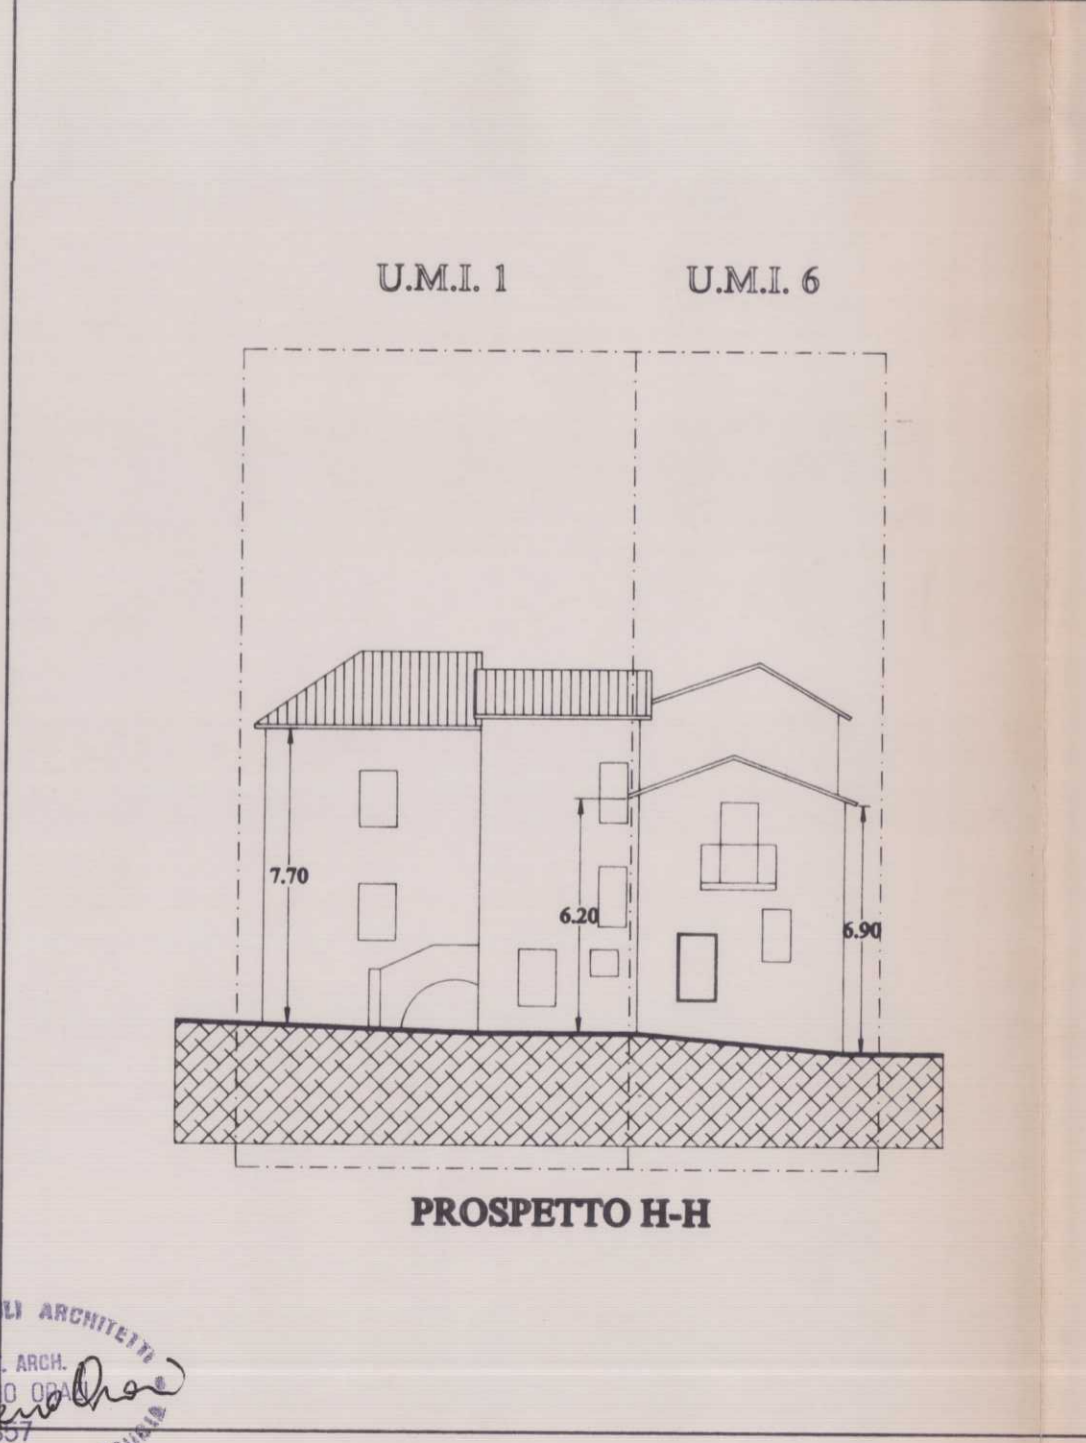 U.M.I. 1 U.M.I. 6
7.70
6.20
6.90
PROSPETTO H-H
ARCHITETTI
ARCH.